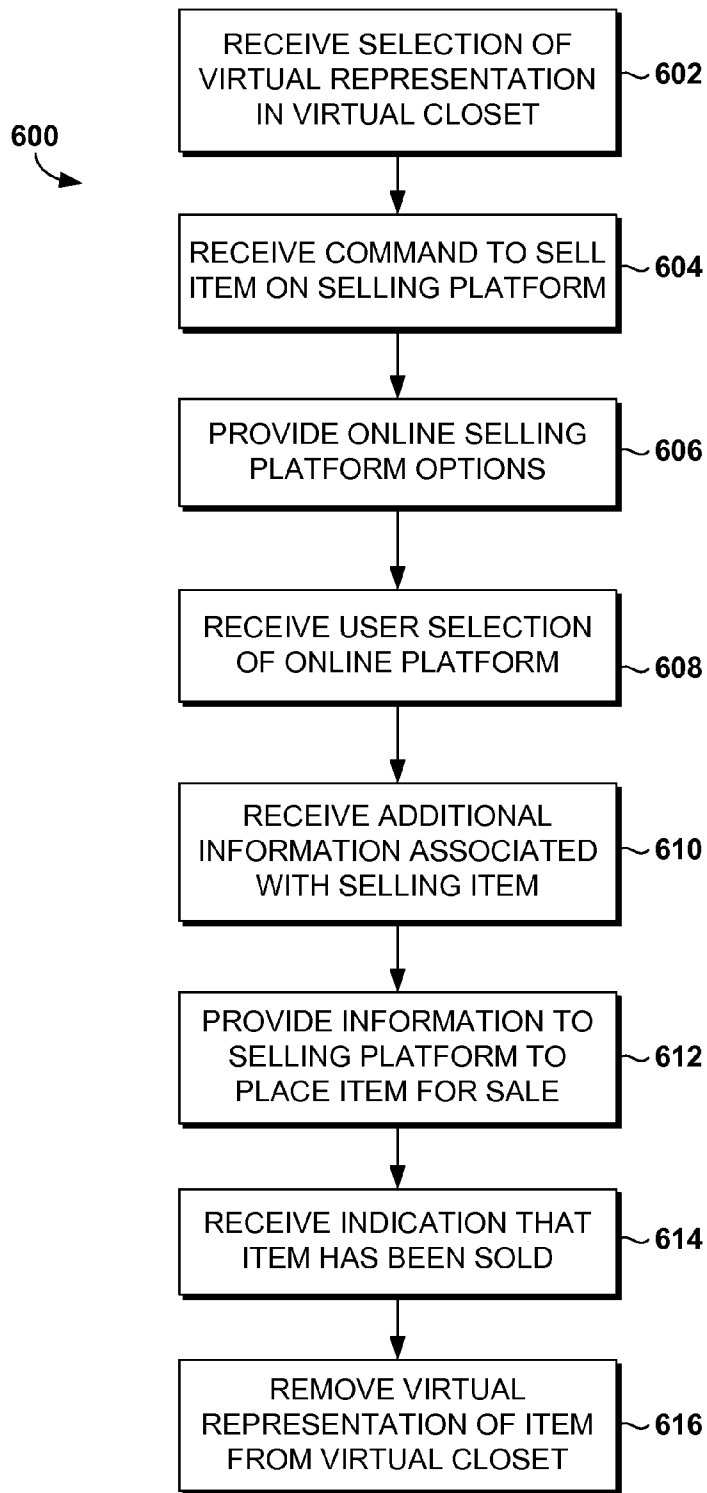 600
RECEIVE SELECTION OF
VIRTUAL REPRESENTATION
IN VIRTUAL CLOSET
602
RECEIVE COMMAND TO SELL
ITEM ON SELLING PLATFORM
604
PROVIDE ONLINE SELLING
PLATFORM OPTIONS
606
RECEIVE USER SELECTION
OF ONLINE PLATFORM
608
RECEIVE ADDITIONAL
INFORMATION ASSOCIATED
WITH SELLING ITEM
610
PROVIDE INFORMATION TO
SELLING PLATFORM TO
PLACE ITEM FOR SALE
612
RECEIVE INDICATION THAT
ITEM HAS BEEN SOLD
614
REMOVE VIRTUAL
REPRESENTATION OF ITEM
FROM VIRTUAL CLOSET
616